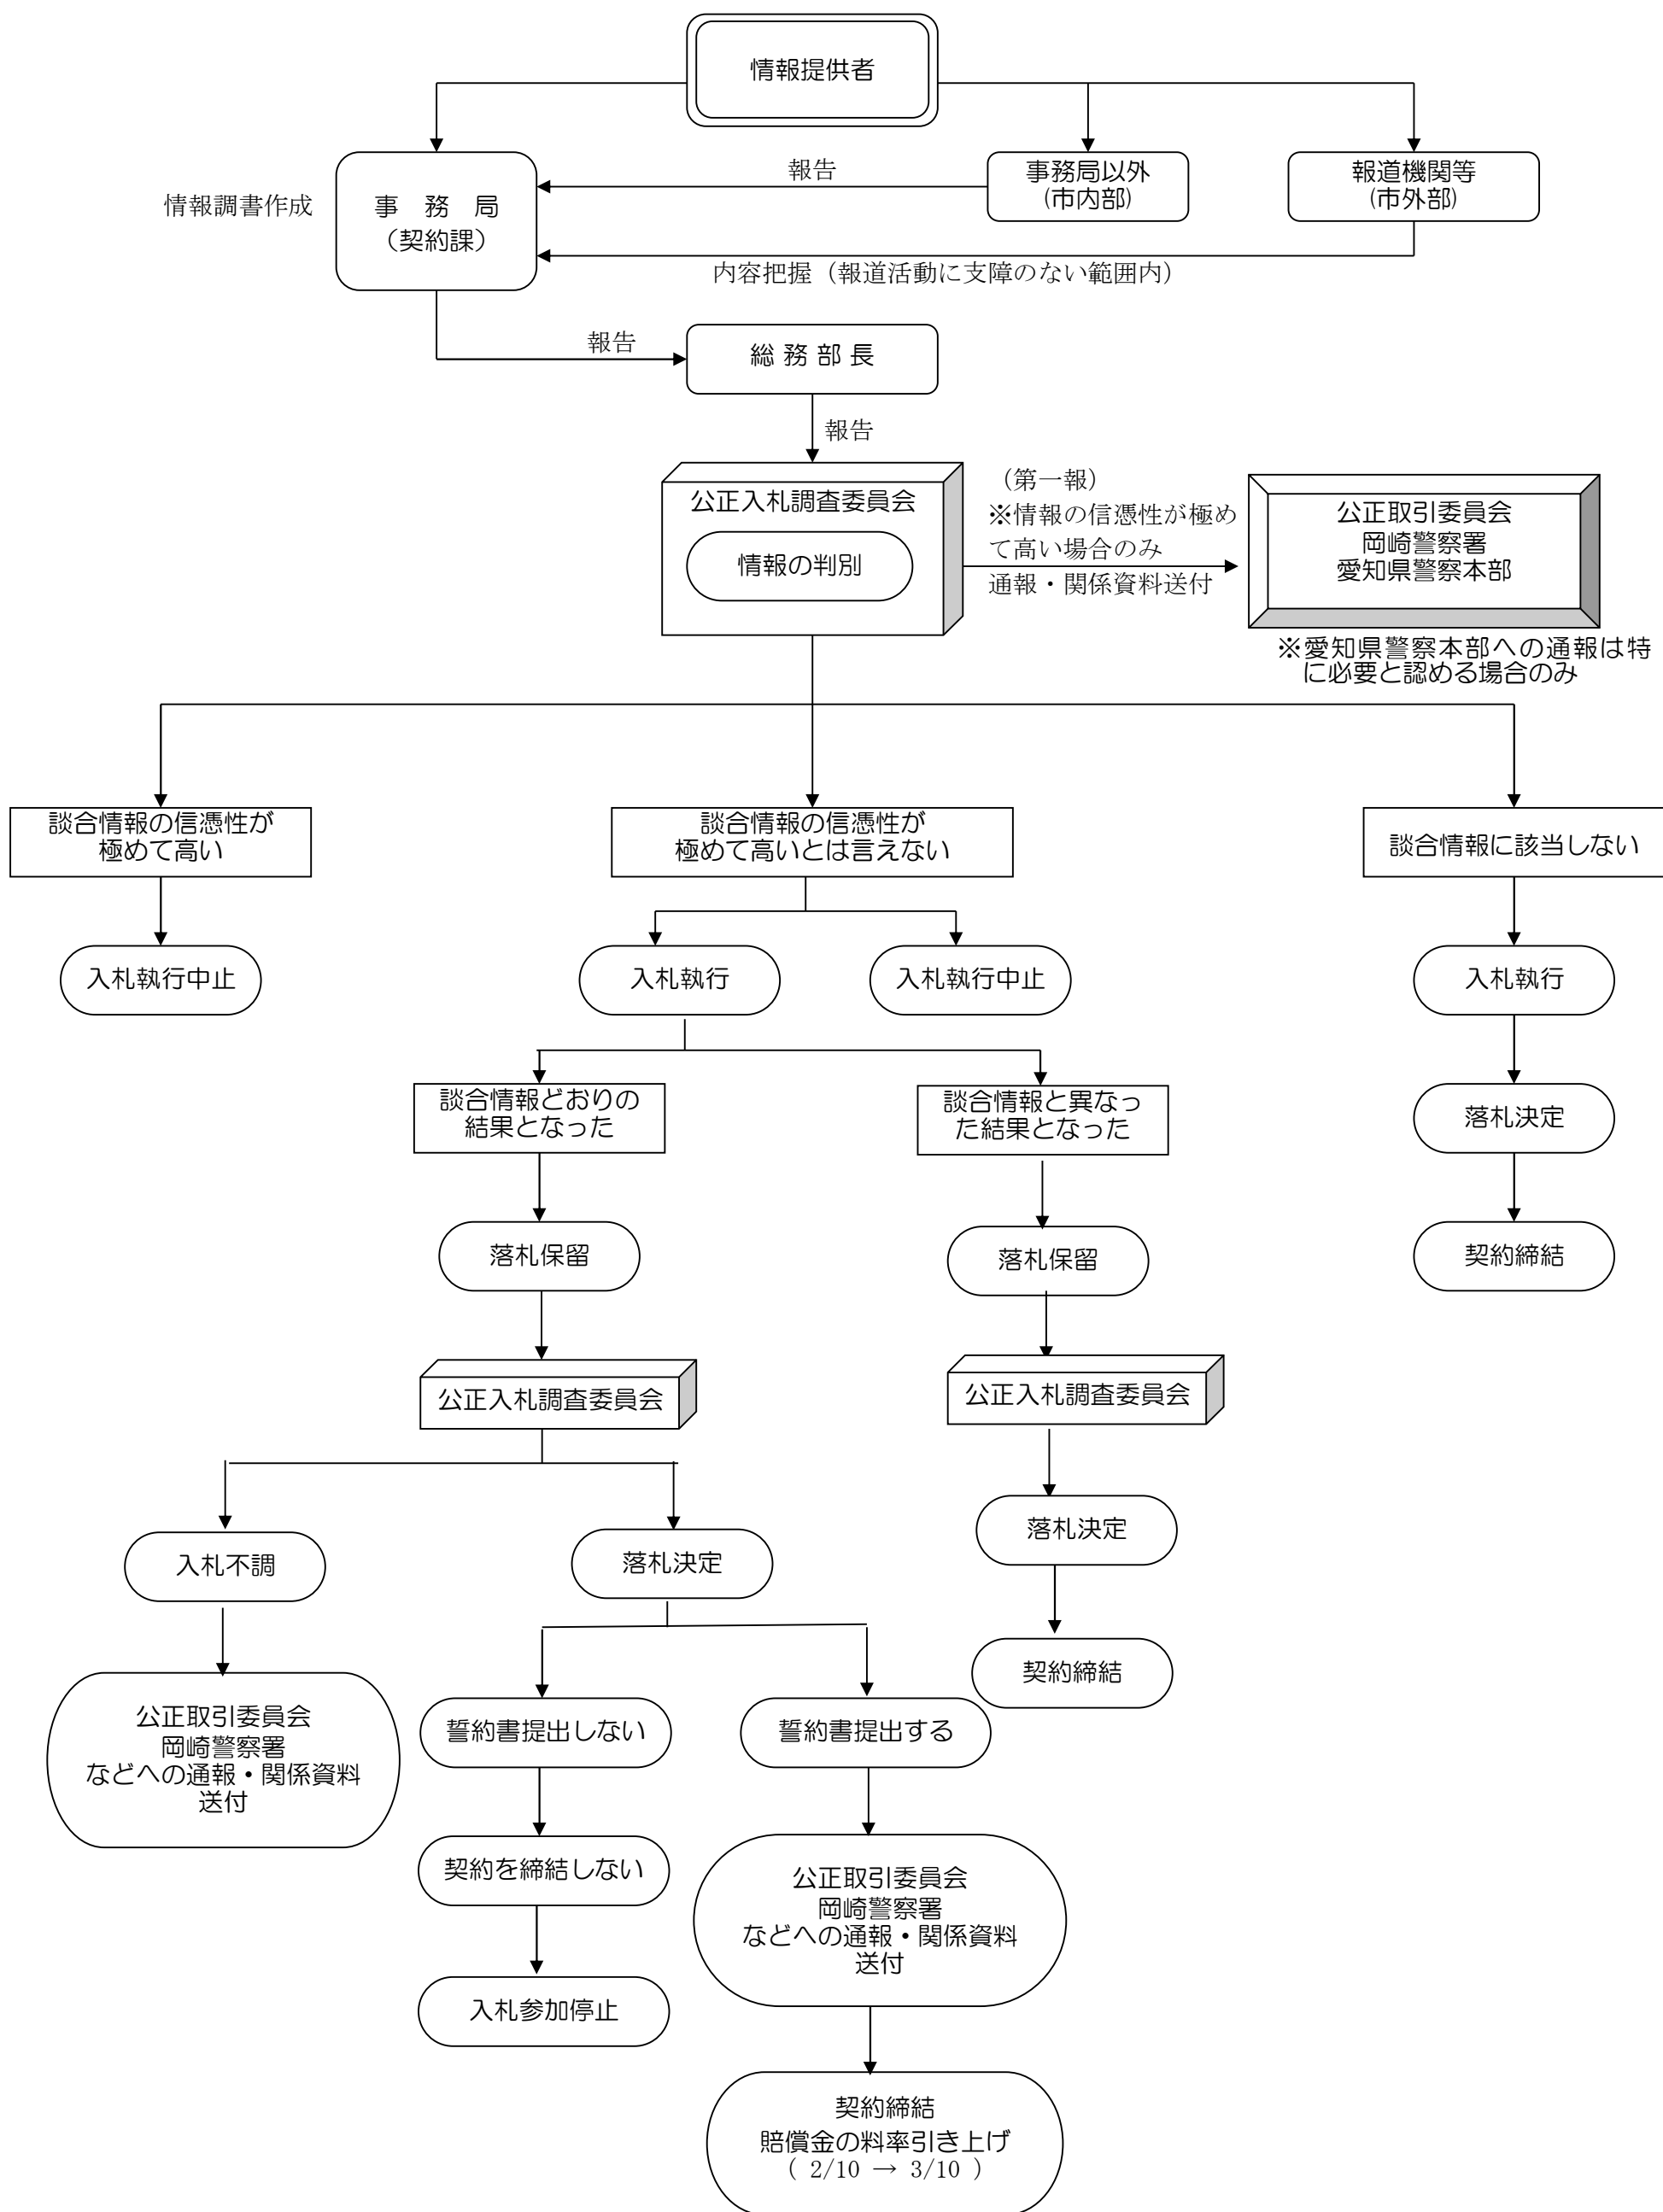 情報提供者
報告
事務局以外
(市内部)
報道機関等
(市外部)
情報調書作成
事　務　局
（契約課）
内容把握（報道活動に支障のない範囲内）
報告
総 務 部 長
報告
公正入札調査委員会
情報の判別
（第一報）
※情報の信憑性が極め
て高い場合のみ
通報・関係資料送付
公正取引委員会
岡崎警察署
愛知県警察本部
※愛知県警察本部への通報は特
に必要と認める場合のみ
談合情報の信憑性が
極めて高い
談合情報の信憑性が
極めて高いとは言えない
談合情報に該当しない
入札執行中止
入札執行
入札執行中止
入札執行
談合情報どおりの
結果となった
談合情報と異なっ
た結果となった
落札決定
落札保留
落札保留
契約締結
公正入札調査委員会
公正入札調査委員会
入札不調
落札決定
落札決定
契約締結
公正取引委員会
岡崎警察署
などへの通報・関係資料
送付
誓約書提出しない
誓約書提出する
契約を締結しない
公正取引委員会
岡崎警察署
などへの通報・関係資料
送付
入札参加停止
契約締結
賠償金の料率引き上げ
（ 2/10 → 3/10 ）